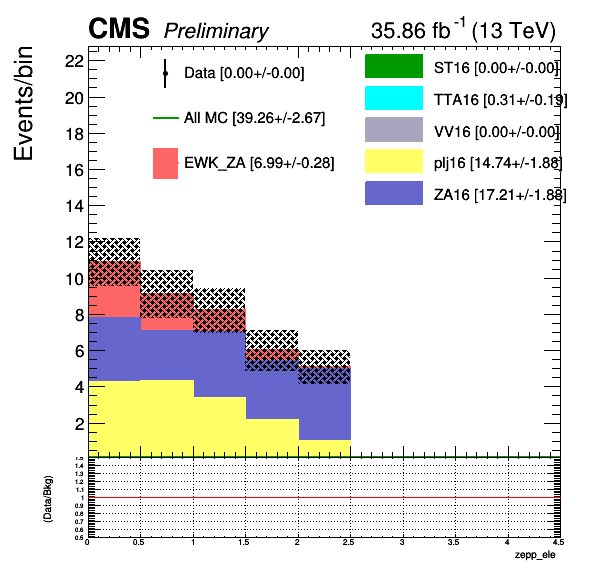 CMS Preliminary 35.86 fb⁻¹ (13 TeV)
Events/bin
22
20
18
16
14
12
10
8
6
4
2
Data [0.00+/-0.00]
All MC [39.26+/-2.67]
EWK_ZA [6.99+/-0.28]
ST16 [0.00+/-0.00]
TTA16 [0.31+/-0.19]
VV16 [0.00+/-0.00]
plj16 [14.74+/-1.88]
ZA16 [17.21+/-1.88]
(Data/Bkg)
1.5
1.4
1.3
1.2
1.1
1
0.9
0.8
0.7
0.6
0.5
0 0.5 1 1.5 2 2.5 3 3.5 4 4.5
zepp_ele